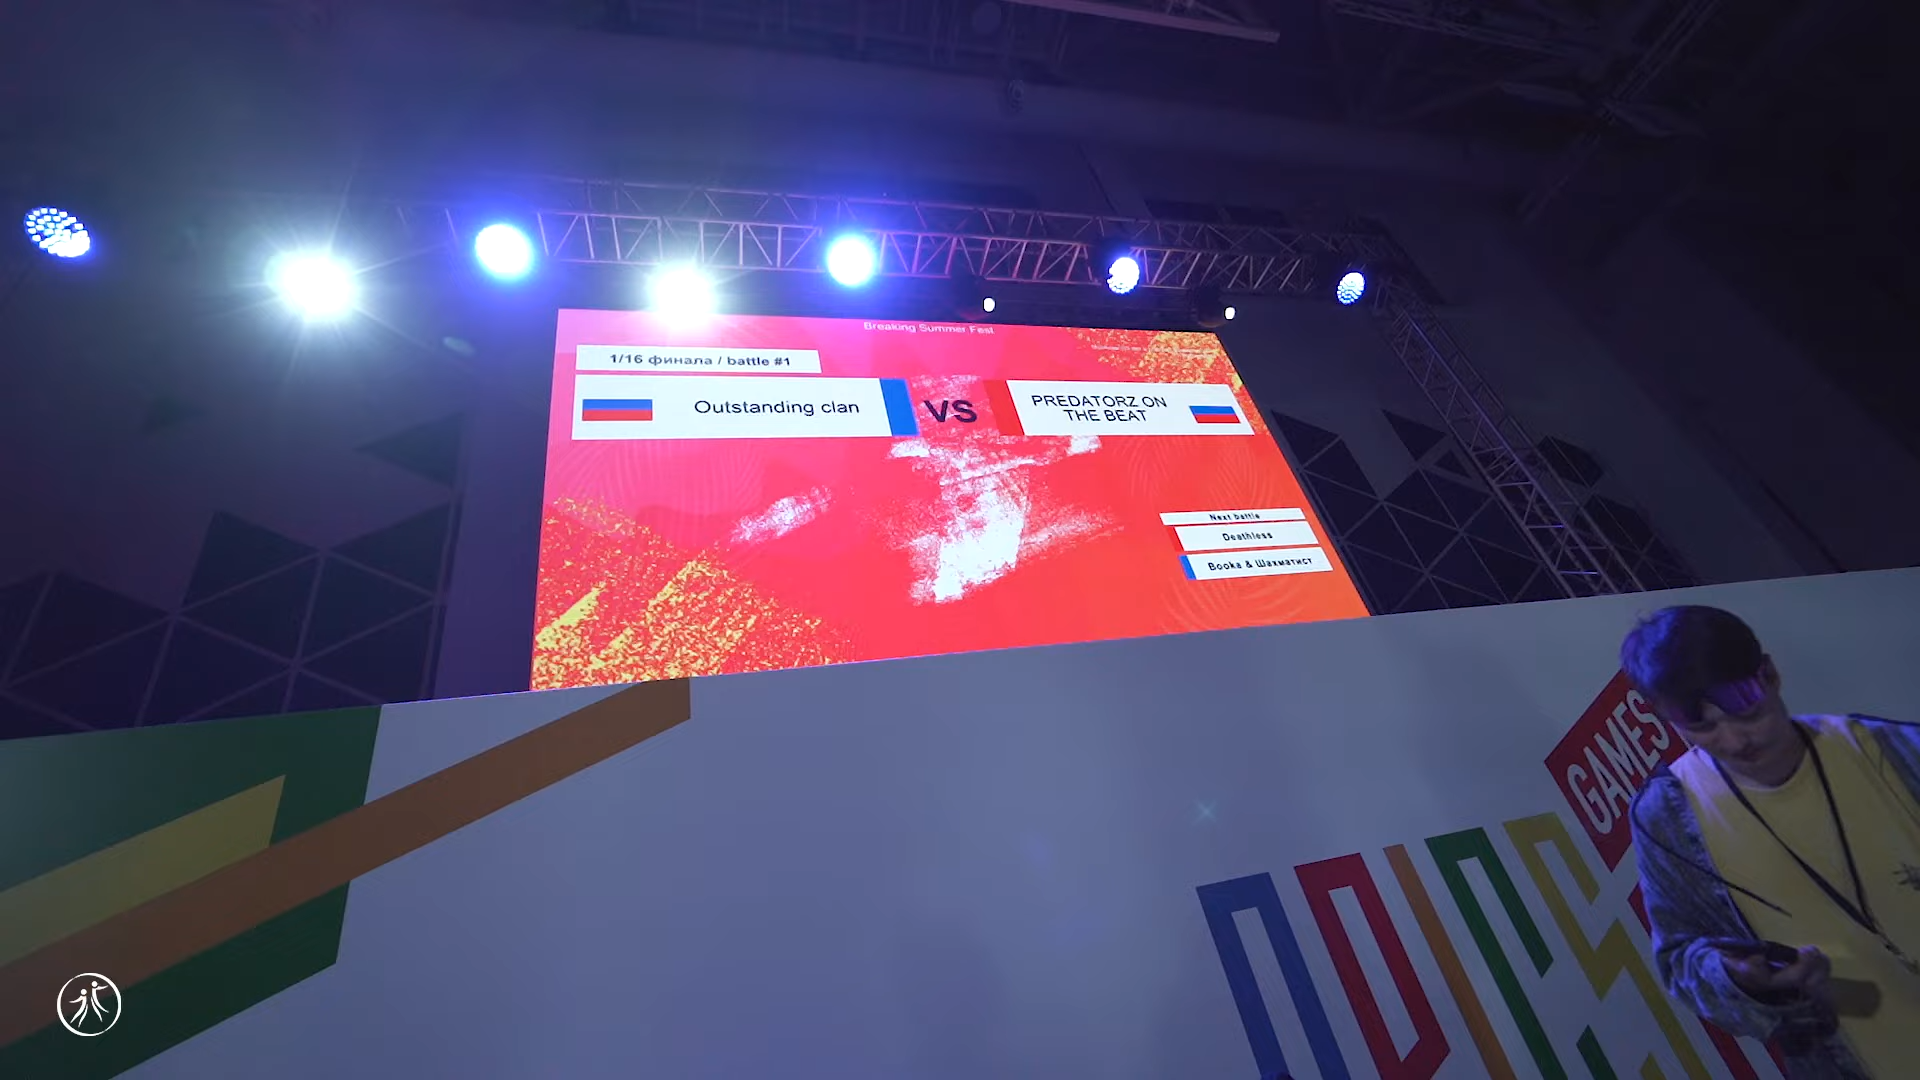 Breaking Summer Fest
1/16 финала / battle #1
Outstanding clan
VS
PREDATORZ ON
THE BEAT
Next battle
Deathless
Booka & Шахматист
GAMES